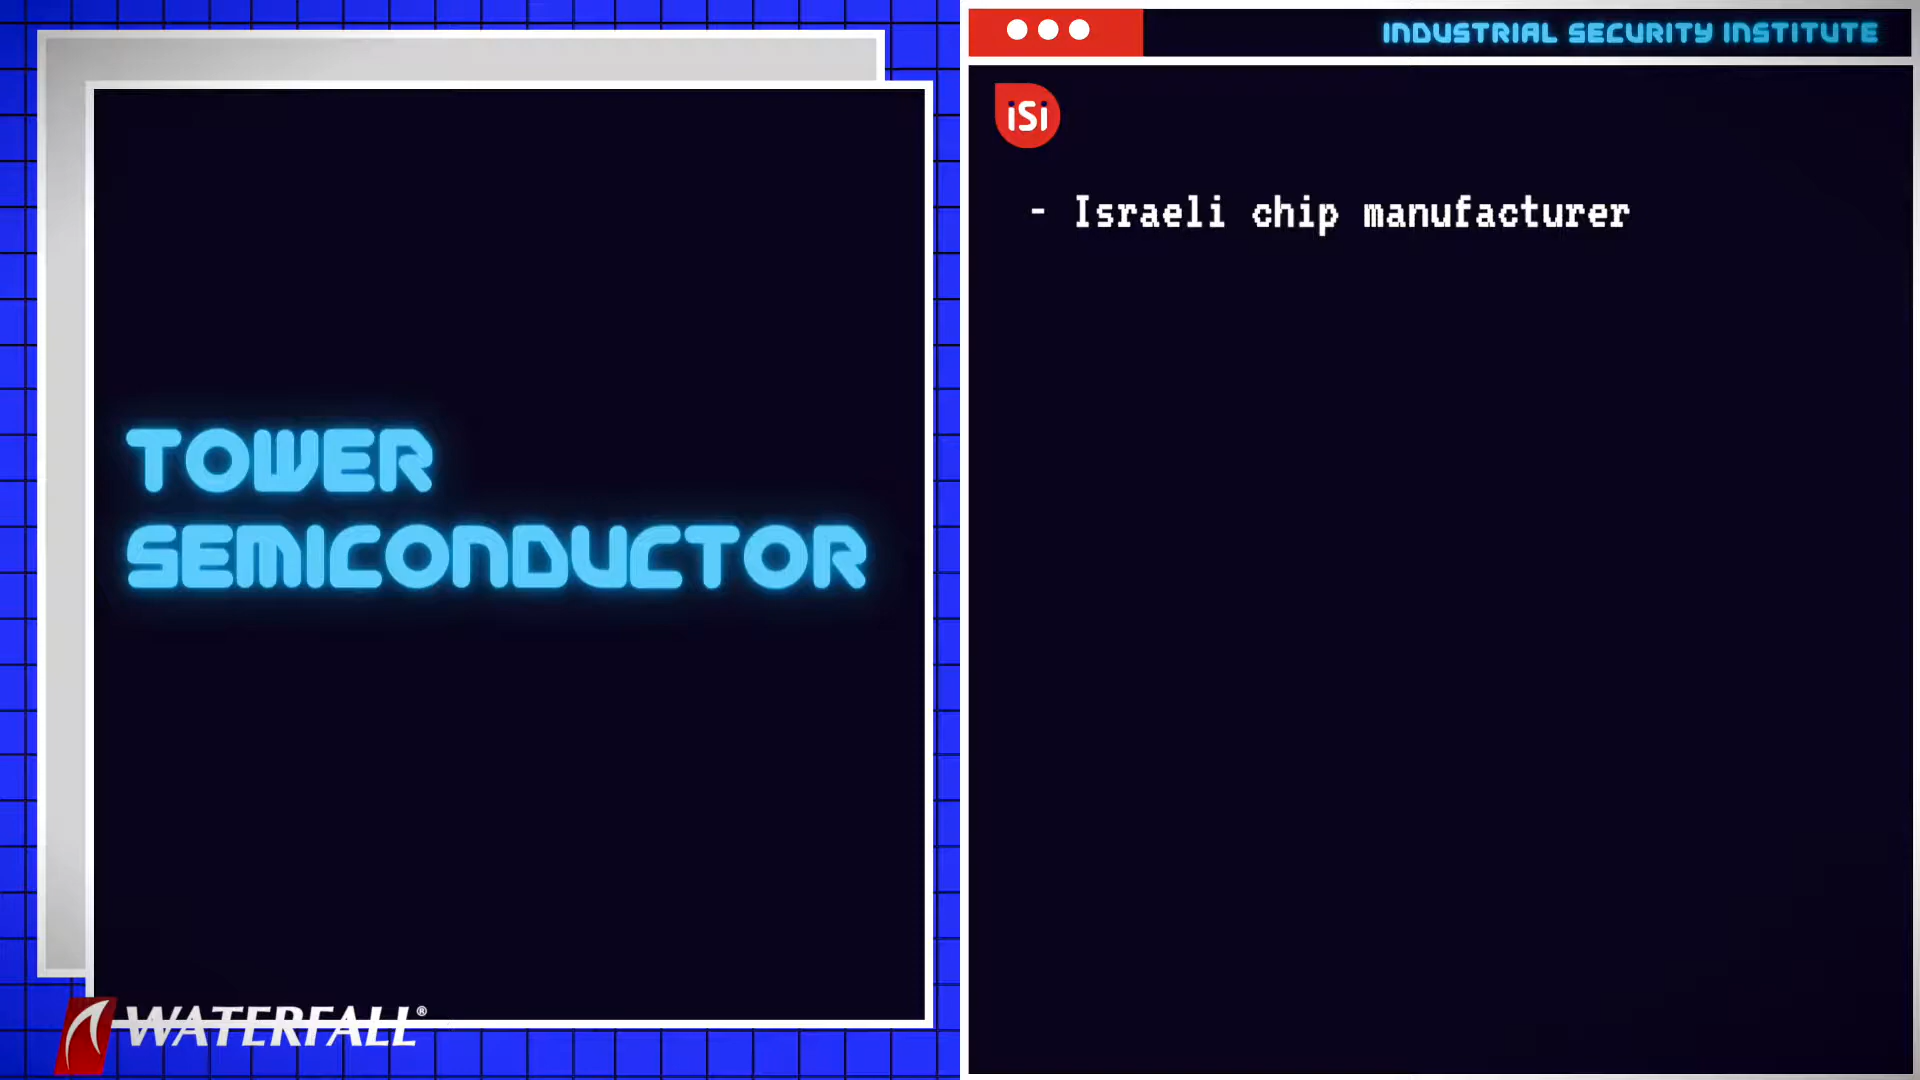 TOWER
SEMICONDUCTOR
WATERFALL®
INDUSTRIAL SECURITY INSTITUTE
iSi
- Israeli chip manufacturer